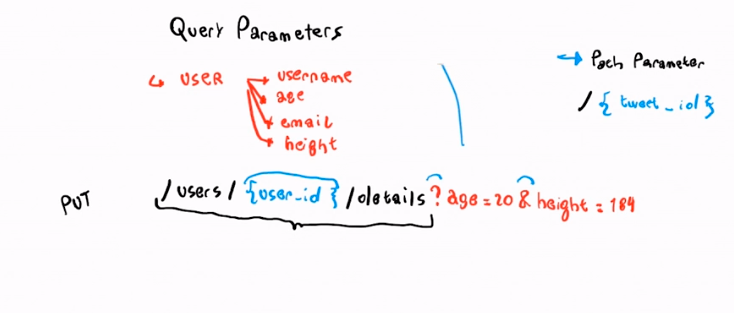 Query Parameters
↳ USER → username
→ age
→ email
→ height
→ Path Parameter
/ { tweet_id }
PUT /users/ {user_id} /details ? age = 20 & height = 184